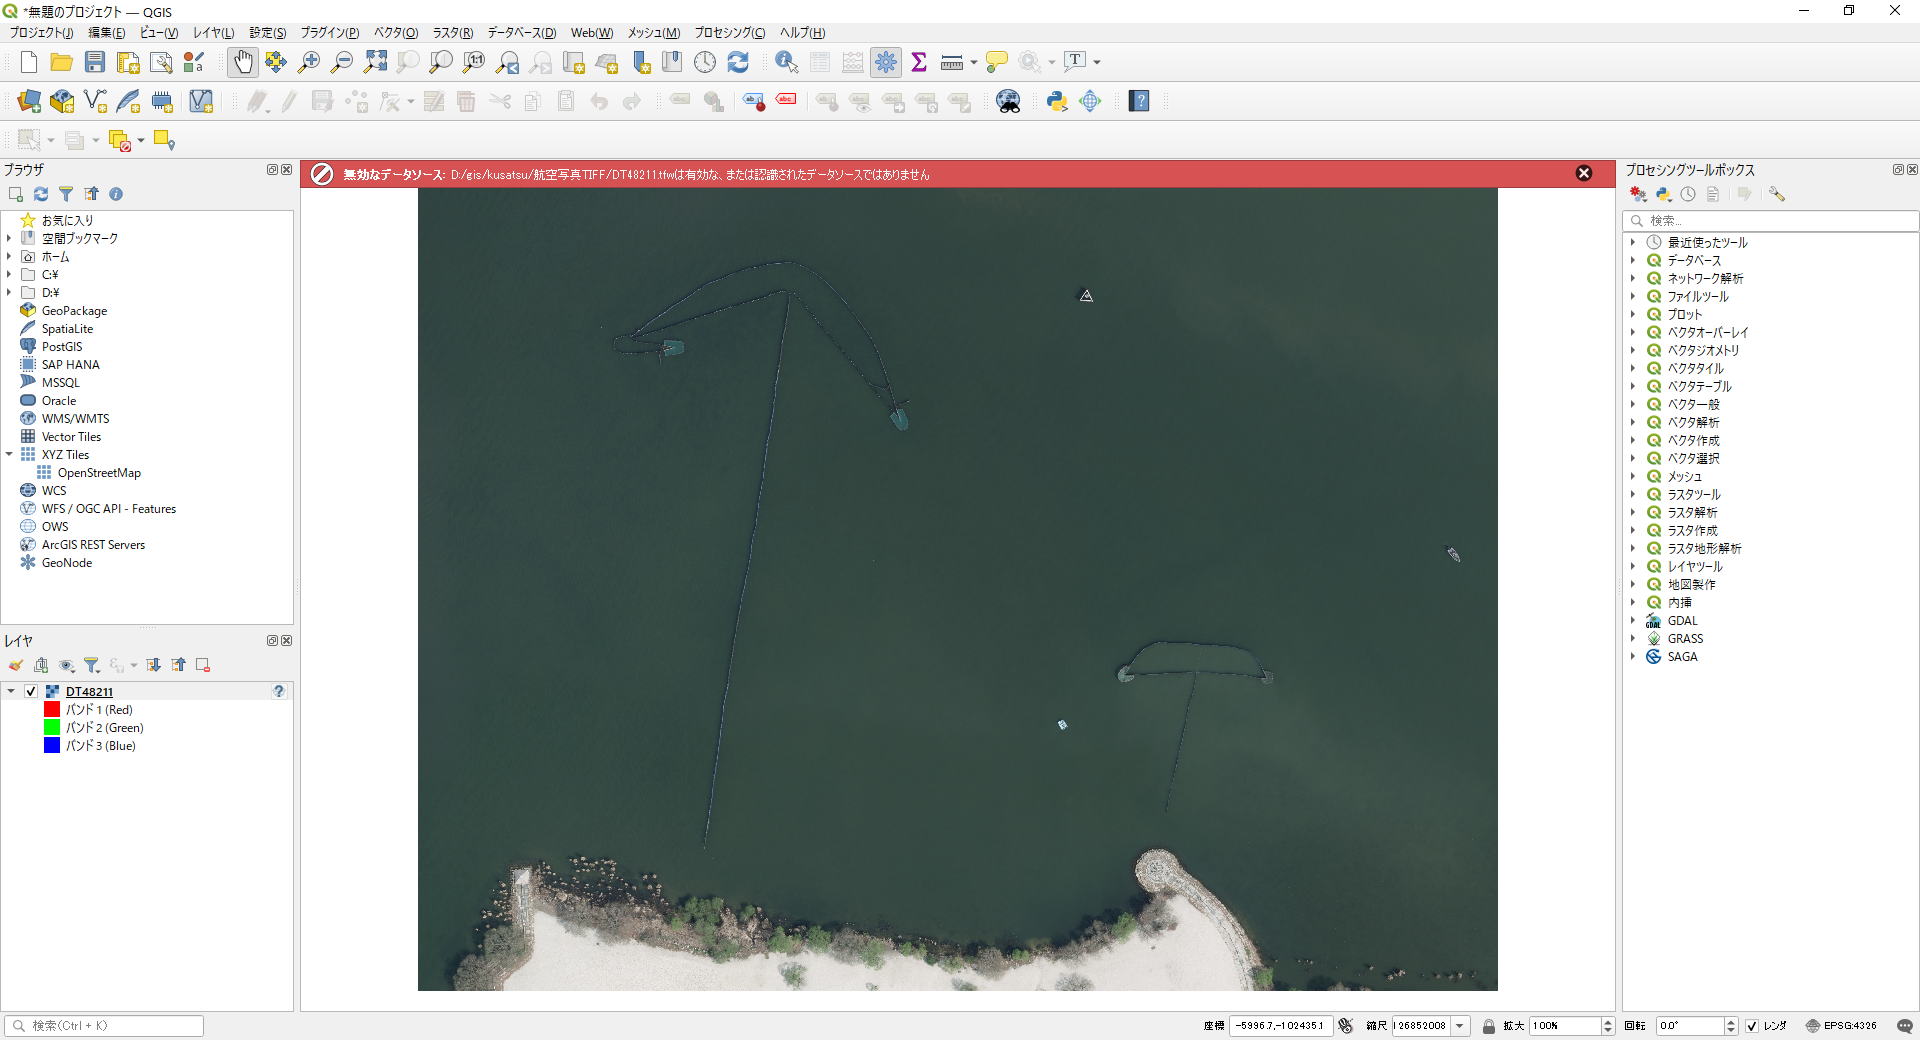 *無題のプロジェクト — QGIS
プロジェクト(J) 編集(E) ビュー(V) レイヤ(L) 設定(S) プラグイン(P) ベクタ(O) ラスタ(R) データベース(D) Web(W) メッシュ(M) プロセシング(C) ヘルプ(H)
ブラウザ
無効なデータソース: D:/gis/kusatsu/航空写真TIFF/DT48211.tfwは有効な、または認識されたデータソースではありません
お気に入り
空間ブックマーク
ホーム
C:¥
D:¥
GeoPackage
SpatiaLite
PostGIS
SAP HANA
MSSQL
Oracle
WMS/WMTS
Vector Tiles
XYZ Tiles
OpenStreetMap
WCS
WFS / OGC API - Features
OWS
ArcGIS REST Servers
GeoNode
レイヤ
DT48211
バンド 1 (Red)
バンド 2 (Green)
バンド 3 (Blue)
プロセシングツールボックス
検索...
最近使ったツール
データベース
ネットワーク解析
ファイルツール
プロット
ベクタオーバーレイ
ベクタジオメトリ
ベクタタイル
ベクタテーブル
ベクタ一般
ベクタ解析
ベクタ作成
ベクタ選択
メッシュ
ラスタツール
ラスタ解析
ラスタ作成
ラスタ地形解析
レイヤツール
地図製作
内挿
GDAL
GRASS
SAGA
検索(Ctrl + K)
座標 -5996.7,-102435.1 縮尺 126852008 拡大 100% 回転 0.0° レンダ EPSG:4326